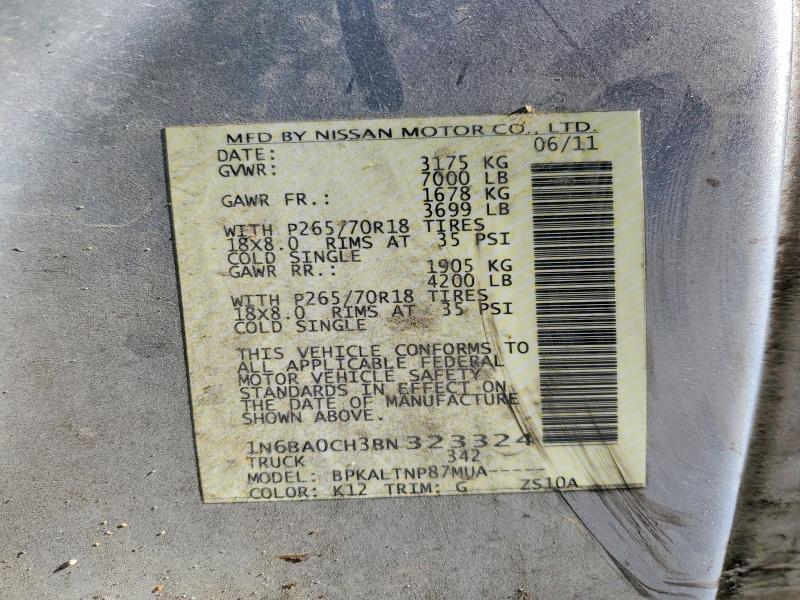 MFD BY NISSAN MOTOR CO., LTD.
DATE: 06/11
GVWR: 3175 KG
7000 LB
GAWR FR.: 1678 KG
3699 LB
WITH P265/70R18 TIRES
18X8.0 RIMS AT 35 PSI
COLD SINGLE
GAWR RR.: 1905 KG
4200 LB
WITH P265/70R18 TIRES
18X8.0 RIMS AT 35 PSI
COLD SINGLE
THIS VEHICLE CONFORMS TO
ALL APPLICABLE FEDERAL
MOTOR VEHICLE SAFETY
STANDARDS IN EFFECT ON
THE DATE OF MANUFACTURE
SHOWN ABOVE.
1N6BA0CH3BN323324
TRUCK 342
MODEL: BPKALTNP87MUA-----
COLOR: K12 TRIM: G ZS10A